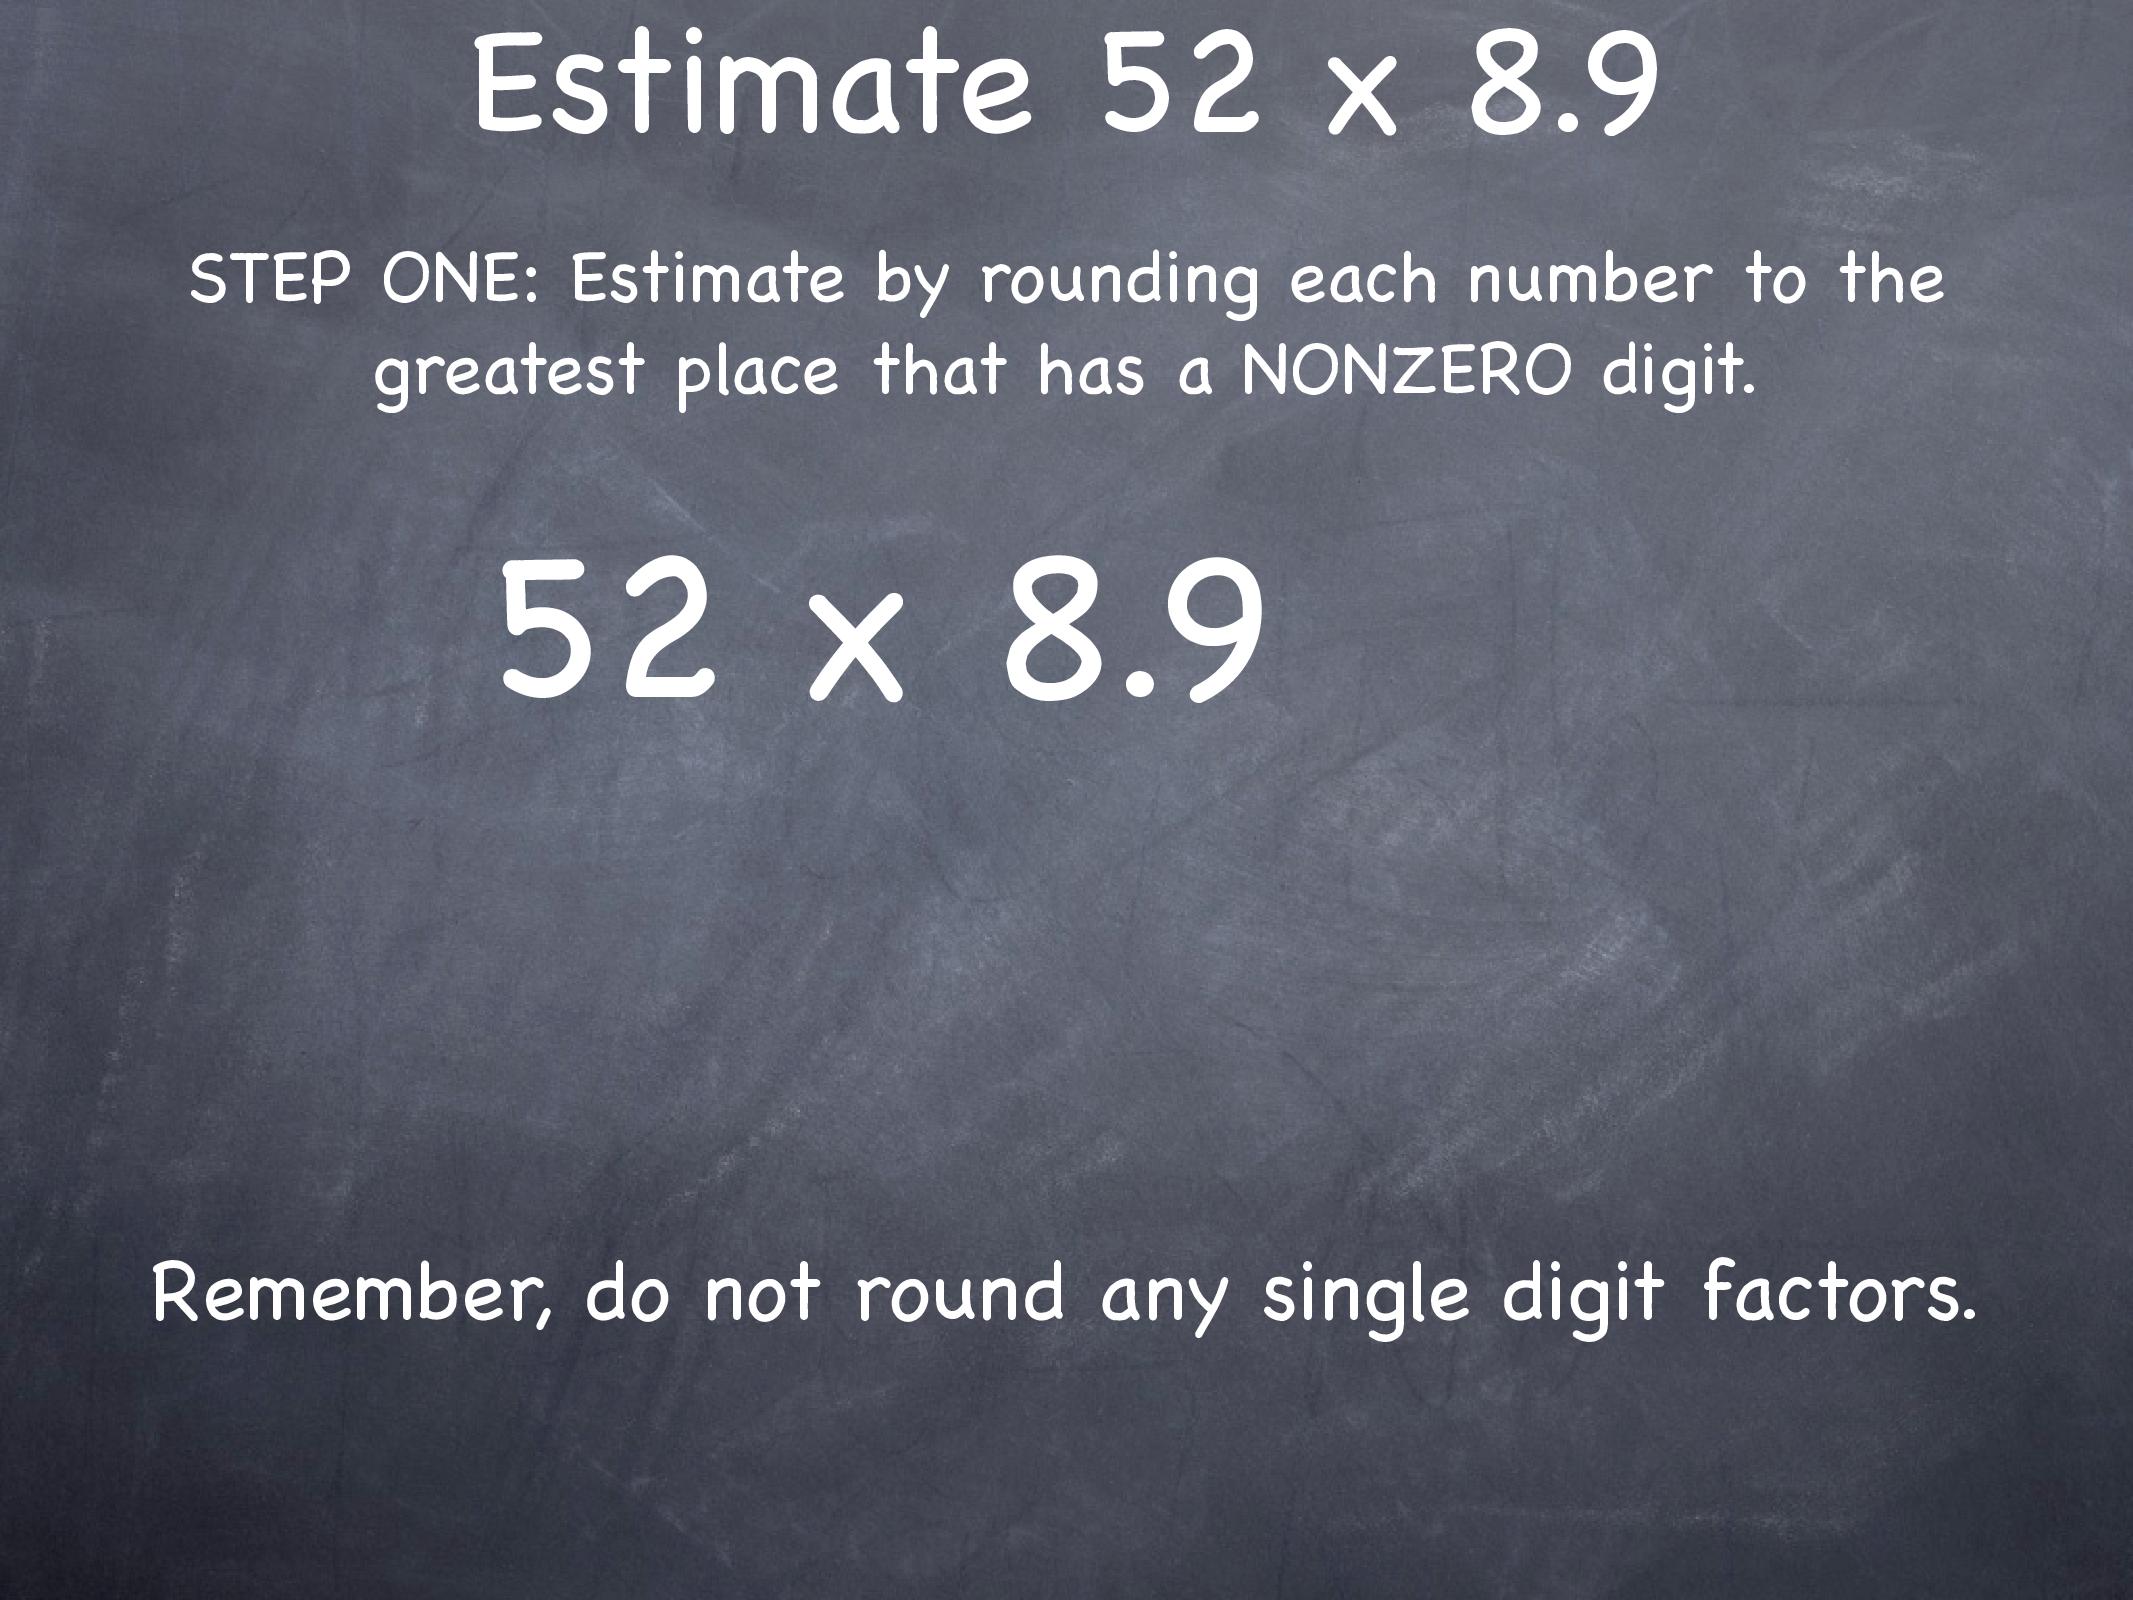 Estimate 52 x 8.9
STEP ONE: Estimate by rounding each number to the
greatest place that has a NONZERO digit.
52 x 8.9
Remember, do not round any single digit factors.